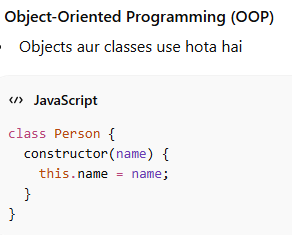 Object-Oriented Programming (OOP)
• Objects aur classes use hota hai
</> JavaScript
class Person {
  constructor(name) {
    this.name = name;
  }
}